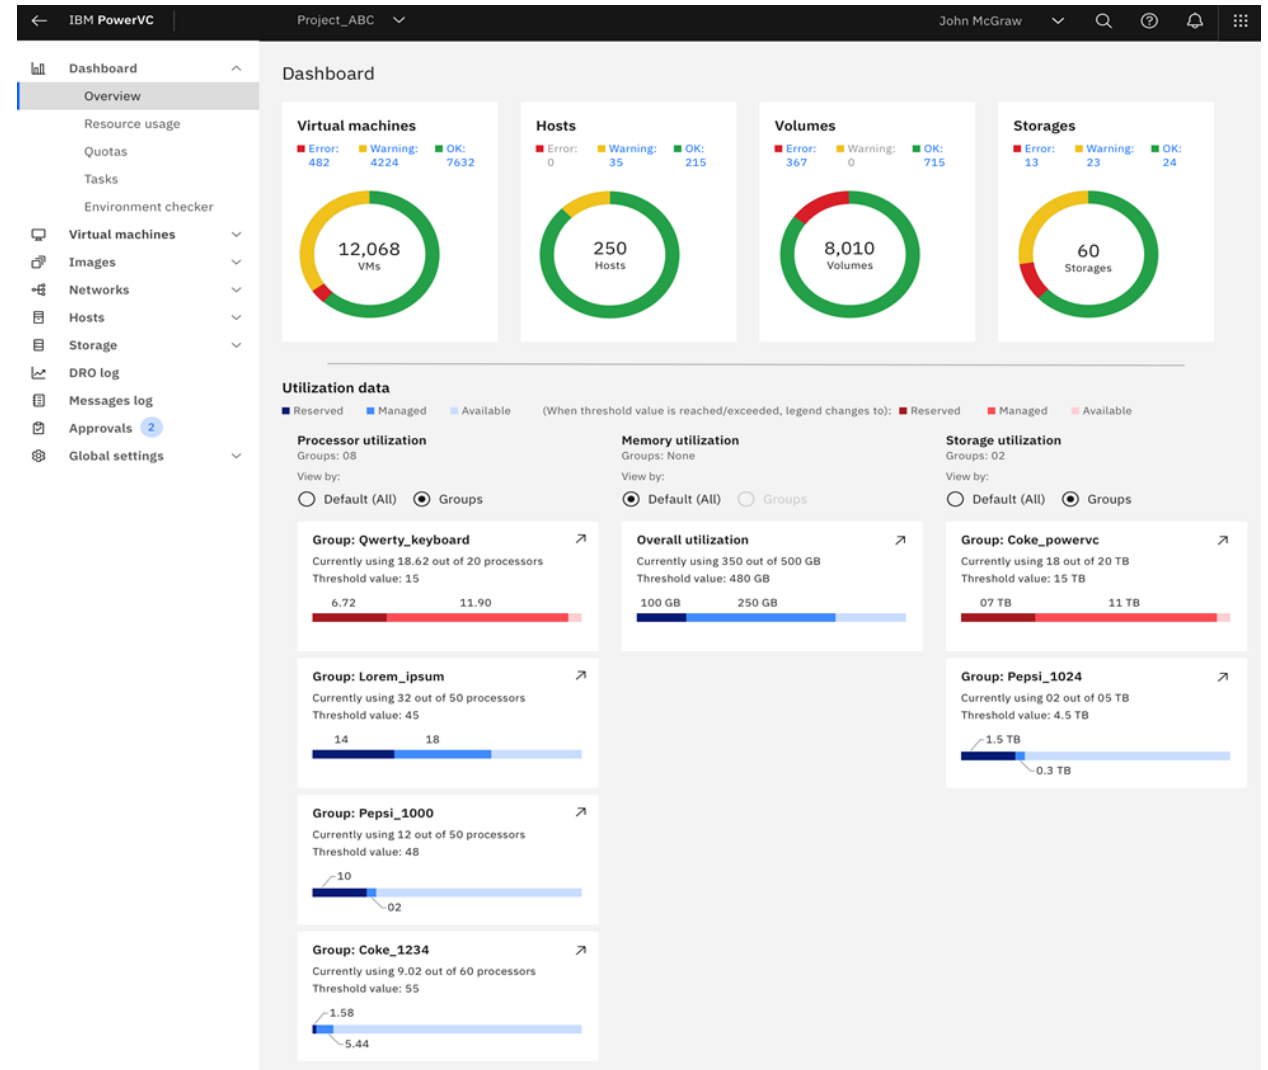 IBM PowerVC
Project_ABC
John McGraw
Dashboard
Overview
Resource usage
Quotas
Tasks
Environment checker
Virtual machines
Images
Networks
Hosts
Storage
DRO log
Messages log
Approvals 2
Global settings
Dashboard
Virtual machines
Error: Warning: OK:
482 4224 7632
12,068
VMs
Hosts
Error: Warning: OK:
0 35 215
250
Hosts
Volumes
Error: Warning: OK:
367 0 715
8,010
Volumes
Storages
Error: Warning: OK:
13 23 24
60
Storages
Utilization data
Reserved Managed Available (When threshold value is reached/exceeded, legend changes to): Reserved Managed Available
Processor utilization
Groups: 08
View by:
Default (All) Groups
Group: Qwerty_keyboard
Currently using 18.62 out of 20 processors
Threshold value: 15
6.72 11.90
Group: Lorem_ipsum
Currently using 32 out of 50 processors
Threshold value: 45
14 18
Group: Pepsi_1000
Currently using 12 out of 50 processors
Threshold value: 48
10
02
Group: Coke_1234
Currently using 9.02 out of 60 processors
Threshold value: 55
1.58
5.44
Memory utilization
Groups: None
View by:
Default (All) Groups
Overall utilization
Currently using 350 out of 500 GB
Threshold value: 480 GB
100 GB 250 GB
Storage utilization
Groups: 02
View by:
Default (All) Groups
Group: Coke_powervc
Currently using 18 out of 20 TB
Threshold value: 15 TB
07 TB 11 TB
Group: Pepsi_1024
Currently using 02 out of 05 TB
Threshold value: 4.5 TB
1.5 TB
0.3 TB